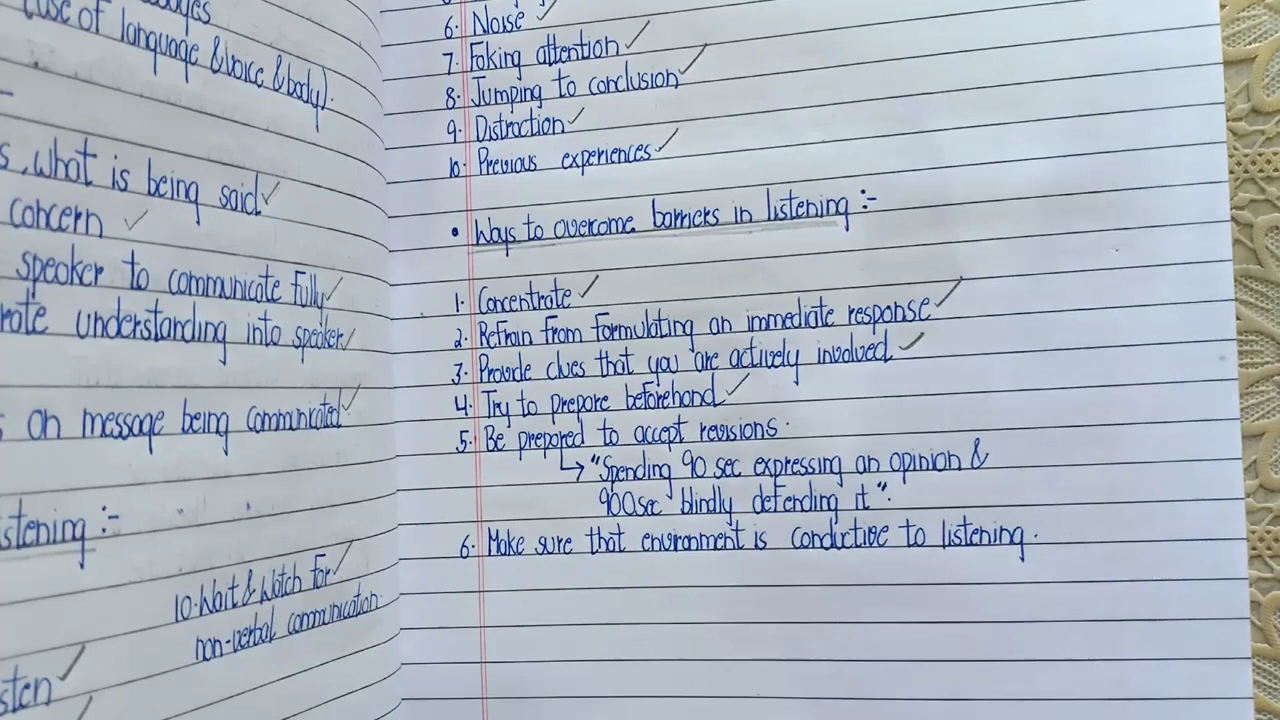 (use of language & voice & body).
what is being said ✓
concern ✓
speaker to communicate fully ✓
understanding into speaker ✓
on message being communicated ✓
10. Wait & Watch for ✓
non-verbal communication.
6. Noise ✓
7. Faking attention ✓
8. Jumping to conclusion ✓
9. Distraction ✓
10. Previous experiences ✓
• Ways to overcome barriers in listening :-
1. Concentrate ✓
2. Refrain from formulating an immediate response ✓
3. Provide clues that you are actively involved ✓
4. Try to prepare beforehand ✓
5. Be prepared to accept revisions.
↳ "Spending 90 sec expressing an opinion &
900sec blindly defending it".
6. Make sure that environment is conductive to listening.